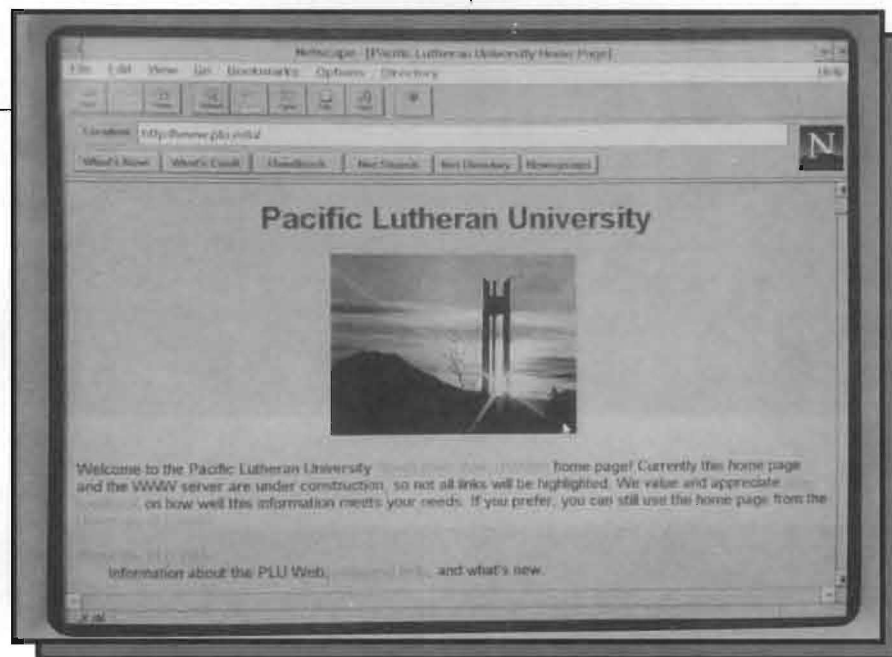 Netscape - [Pacific Lutheran University Home Page]
File Edit View Go Bookmarks Options Directory Help
Location: http://www.plu.edu/
N
What's New! What's Cool! Handbook Net Search Net Directory Newsgroups
Pacific Lutheran University
Welcome to the Pacific Lutheran University home page! Currently this home page
and the WWW server are under construction, so not all links will be highlighted. We value and appreciate
on how well this information meets your needs. If you prefer, you can still use the home page from the
Information about the PLU Web, and what's new.